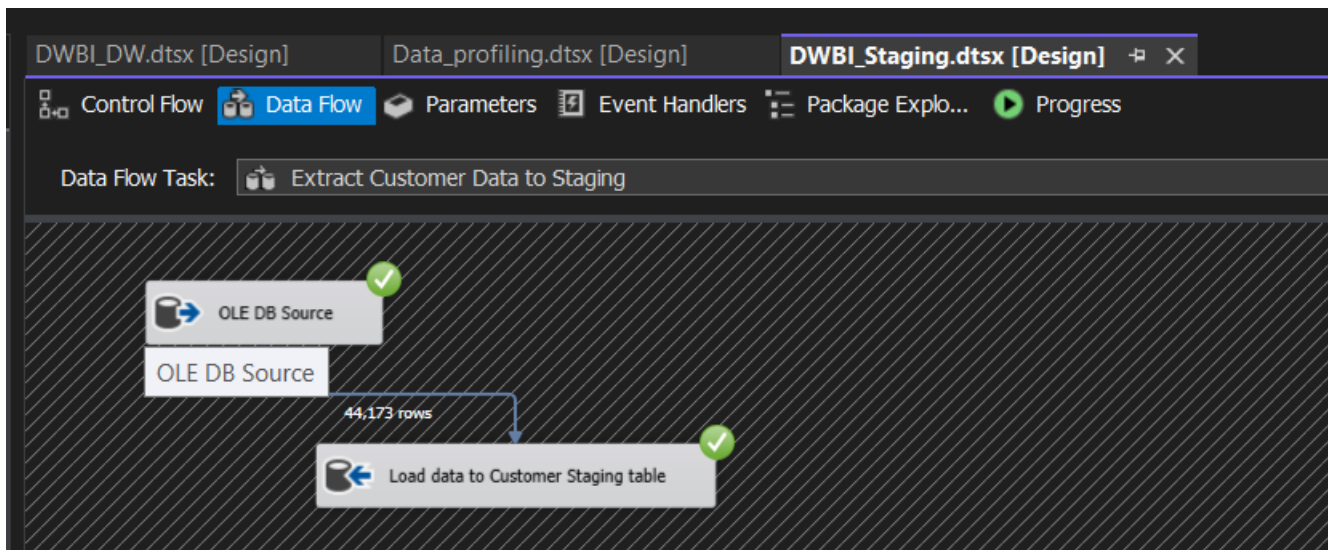 DWBI_DW.dtsx [Design] Data_profiling.dtsx [Design] DWBI_Staging.dtsx [Design]
Control Flow Data Flow Parameters Event Handlers Package Explo... Progress
Data Flow Task: Extract Customer Data to Staging
OLE DB Source
OLE DB Source
44,173 rows
Load data to Customer Staging table